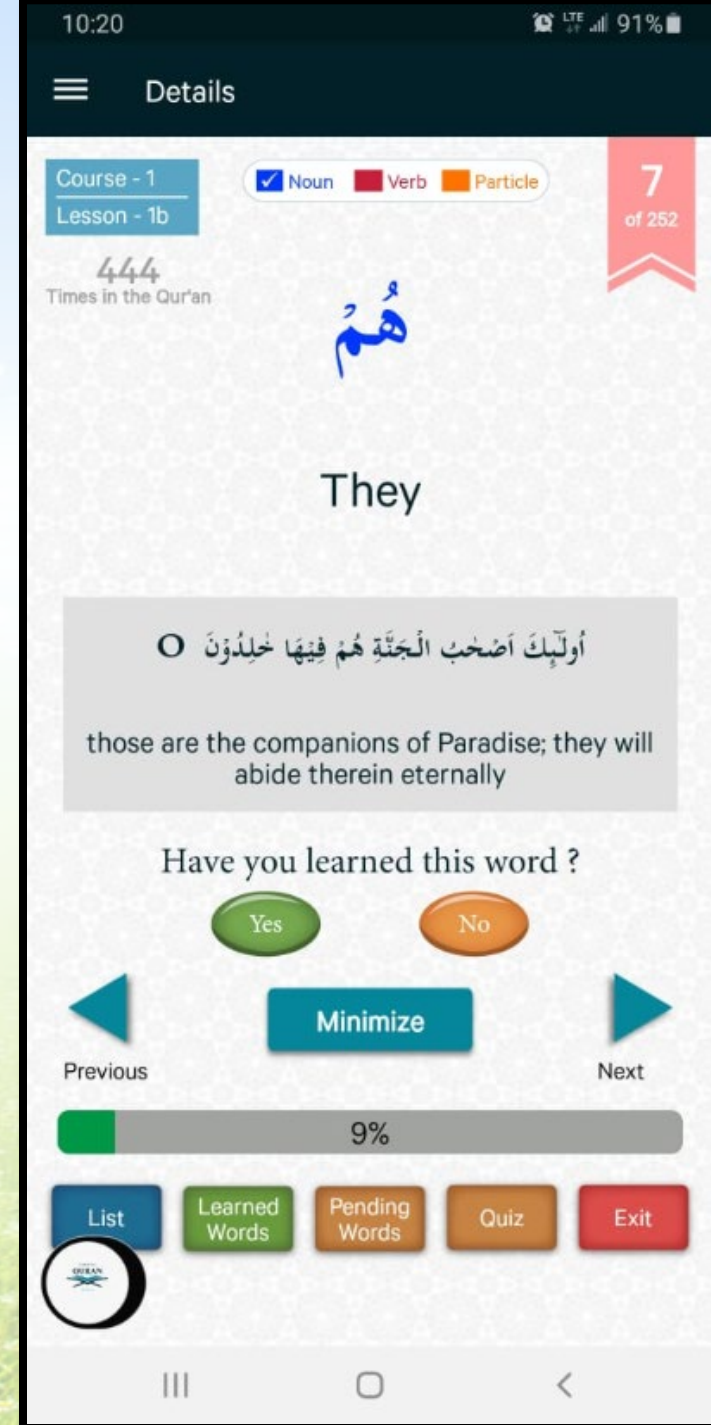 10:20
LTE 91%
Details
Course - 1
Lesson - 1b
Noun Verb Particle
7
of 252
444
Times in the Qur'an
هُمْ
They
اُولٰٓىِٕكَ اَصْحٰبُ الْجَنَّةِ هُمْ فِيْهَا خٰلِدُوْنَ O
those are the companions of Paradise; they will
abide therein eternally
Have you learned this word ?
Yes No
Minimize
Previous Next
9%
List Learned Words Pending Words Quiz Exit
QURAN